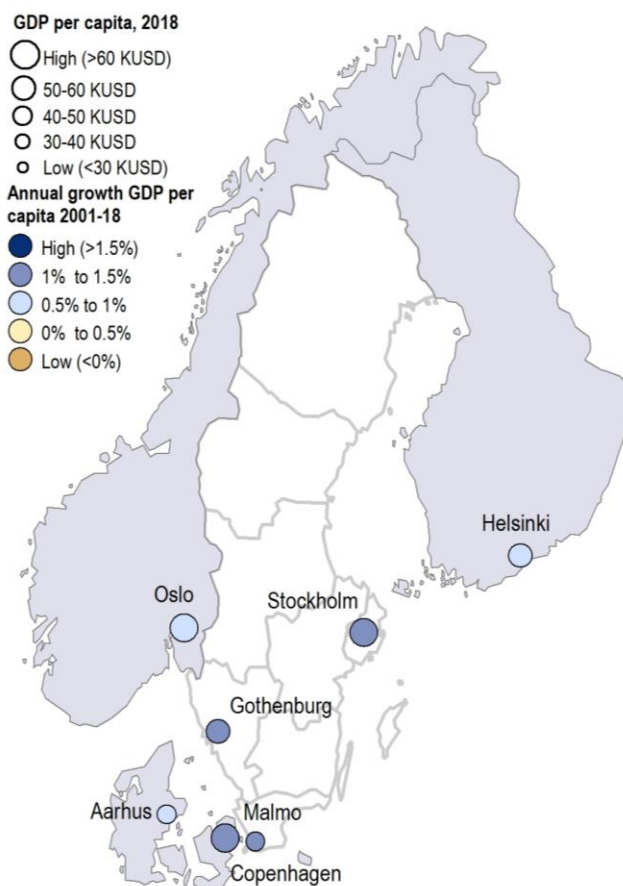 GDP per capita, 2018
High (>60 KUSD)
50-60 KUSD
40-50 KUSD
30-40 KUSD
Low (<30 KUSD)
Annual growth GDP per
capita 2001-18
High (>1.5%)
1% to 1.5%
0.5% to 1%
0% to 0.5%
Low (<0%)
Helsinki
Oslo
Stockholm
Gothenburg
Aarhus
Malmo
Copenhagen